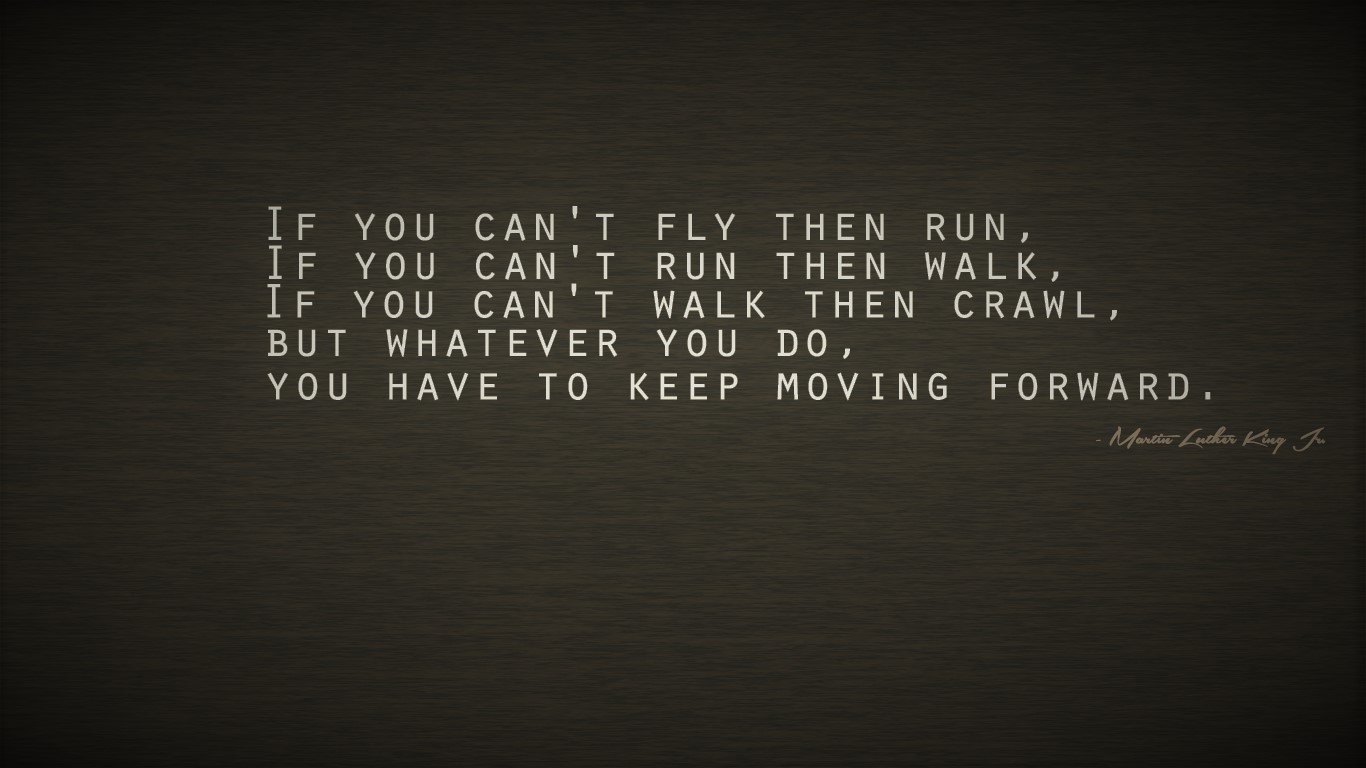 If you can't fly then run,
If you can't run then walk,
If you can't walk then crawl,
but whatever you do,
you have to keep moving forward.
- Martin Luther King Jr.